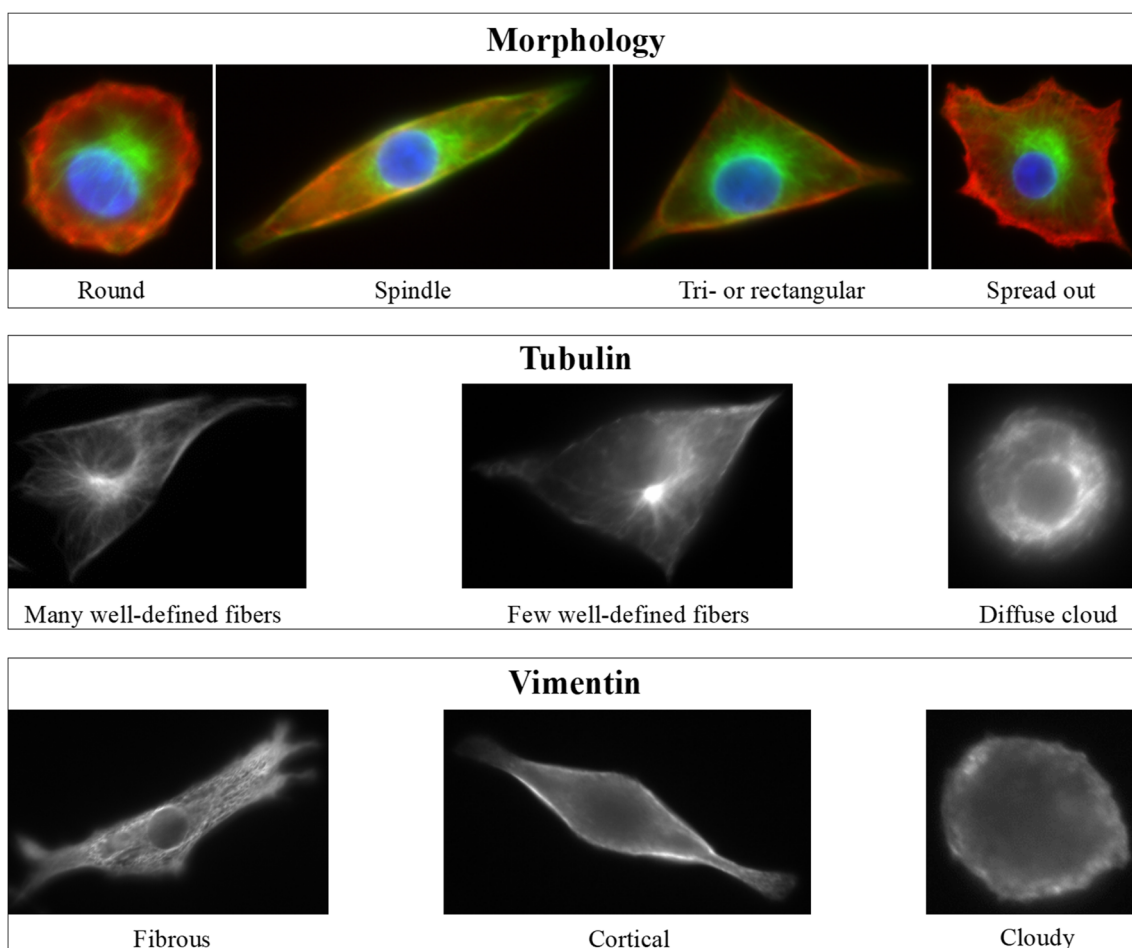 Morphology
Round Spindle Tri- or rectangular Spread out
Tubulin
Many well-defined fibers Few well-defined fibers Diffuse cloud
Vimentin
Fibrous Cortical Cloudy